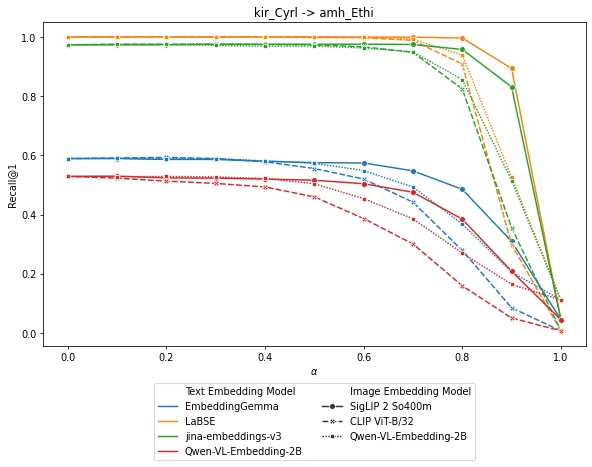 kir_Cyrl -> amh_Ethi
1.0
0.8
0.6
0.4
0.2
0.0
Recall@1
0.0 0.2 0.4 0.6 0.8 1.0
α
Text Embedding Model
EmbeddingGemma
LaBSE
jina-embeddings-v3
Qwen-VL-Embedding-2B
Image Embedding Model
SigLIP 2 So400m
CLIP ViT-B/32
Qwen-VL-Embedding-2B